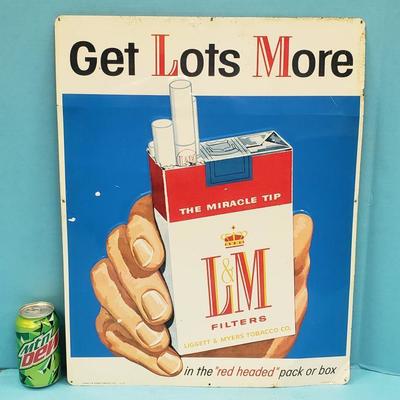 Get Lots More
THE MIRACLE TIP
L&M
FILTERS
LIGGETT & MYERS TOBACCO CO.
in the "red headed" pack or box
mtn
DEW